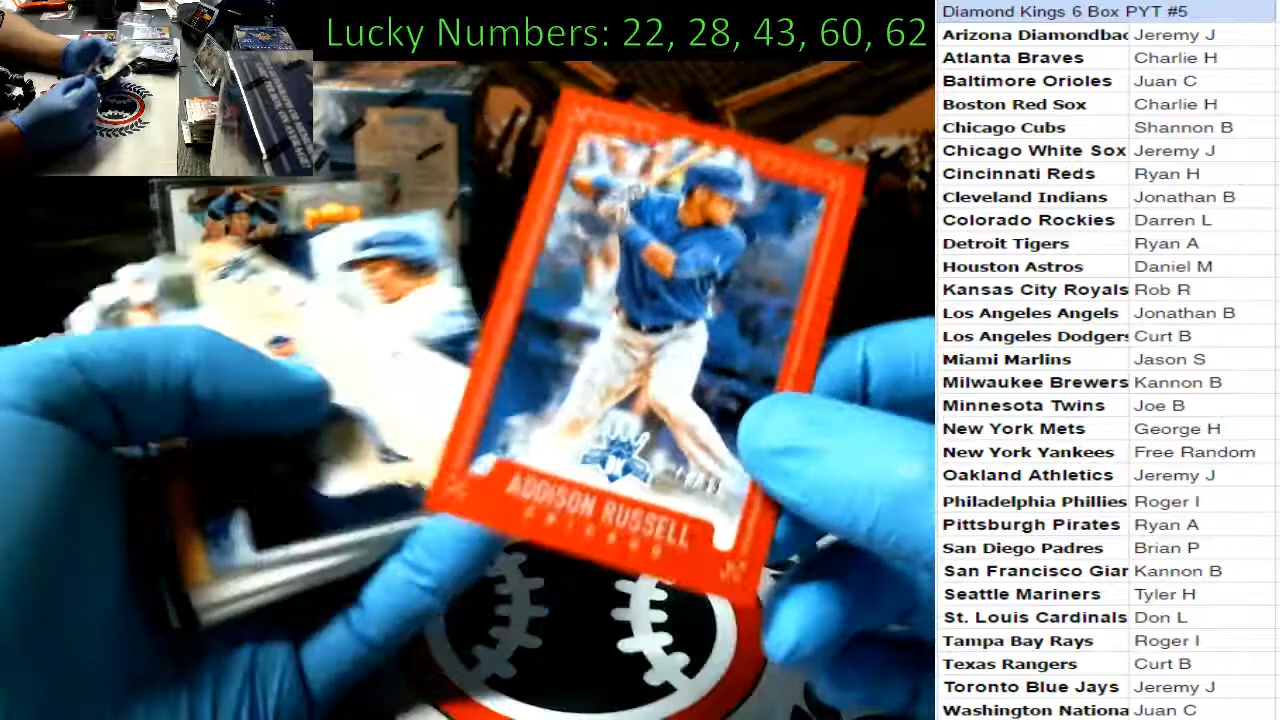 Lucky Numbers: 22, 28, 43, 60, 62
Diamond Kings 6 Box PYT #5
Arizona Diamondbac Jeremy J
Atlanta Braves Charlie H
Baltimore Orioles Juan C
Boston Red Sox Charlie H
Chicago Cubs Shannon B
Chicago White Sox Jeremy J
Cincinnati Reds Ryan H
Cleveland Indians Jonathan B
Colorado Rockies Darren L
Detroit Tigers Ryan A
Houston Astros Daniel M
Kansas City Royals Rob R
Los Angeles Angels Jonathan B
Los Angeles Dodgers Curt B
Miami Marlins Jason S
Milwaukee Brewers Kannon B
Minnesota Twins Joe B
New York Mets George H
New York Yankees Free Random
Oakland Athletics Jeremy J
Philadelphia Phillies Roger I
Pittsburgh Pirates Ryan A
San Diego Padres Brian P
San Francisco Gian Kannon B
Seattle Mariners Tyler H
St. Louis Cardinals Don L
Tampa Bay Rays Roger I
Texas Rangers Curt B
Toronto Blue Jays Jeremy J
Washington Nationa Juan C
ADDISON RUSSELL
CHICAGO